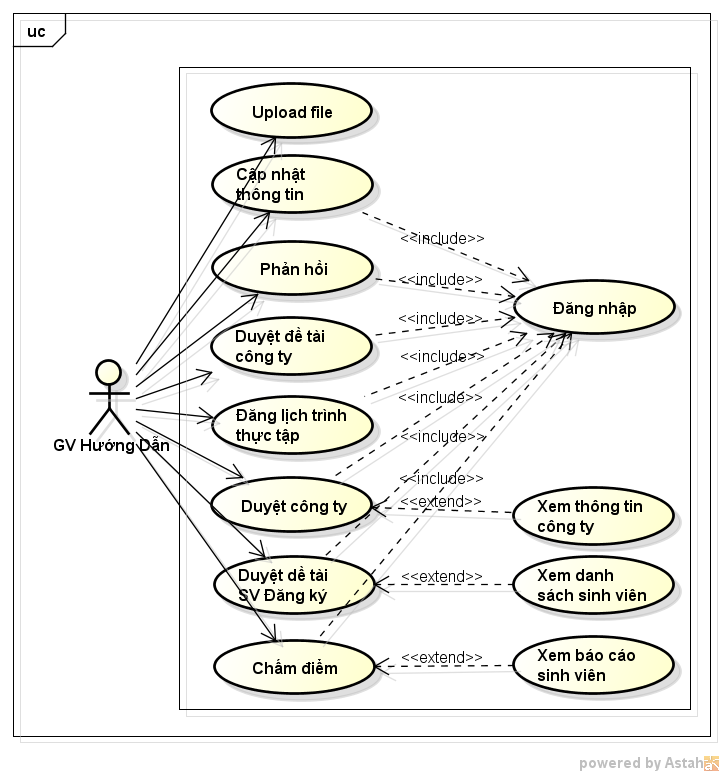 uc
Upload file
Cập nhật
thông tin
<<include>>
Phản hồi
<<include>>
Đăng nhập
<<include>>
Duyệt đề tài
công ty
<<include>>
GV Hướng Dẫn
<<include>>
Đăng lịch trình
thực tập
<<include>>
<<include>>
Duyệt công ty
<<extend>>
Xem thông tin
công ty
Duyệt dề tài
SV Đăng ký
<<extend>>
Xem danh
sách sinh viên
Chấm điểm
<<extend>>
Xem báo cáo
sinh viên
powered by Astah